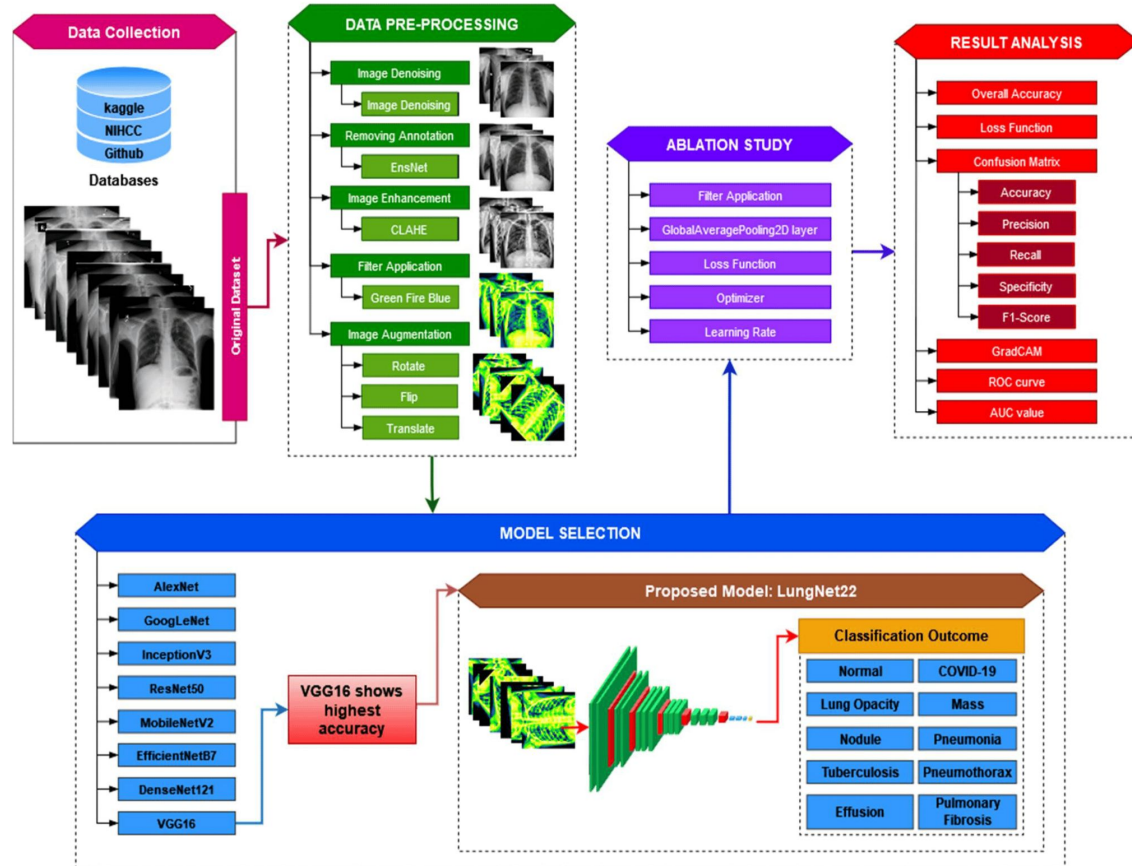 Data Collection
kaggle
NIHCC
Github
Databases
Original Dataset
DATA PRE-PROCESSING
Image Denoising
Image Denoising
Removing Annotation
EnsNet
Image Enhancement
CLAHE
Filter Application
Green Fire Blue
Image Augmentation
Rotate
Flip
Translate
ABLATION STUDY
Filter Application
GlobalAveragePooling2D layer
Loss Function
Optimizer
Learning Rate
RESULT ANALYSIS
Overall Accuracy
Loss Function
Confusion Matrix
Accuracy
Precision
Recall
Specificity
F1-Score
GradCAM
ROC curve
AUC value
MODEL SELECTION
AlexNet
GoogLeNet
InceptionV3
ResNet50
MobileNetV2
EfficientNetB7
DenseNet121
VGG16
VGG16 shows
highest
accuracy
Proposed Model: LungNet22
Classification Outcome
Normal
COVID-19
Lung Opacity
Mass
Nodule
Pneumonia
Tuberculosis
Pneumothorax
Effusion
Pulmonary
Fibrosis